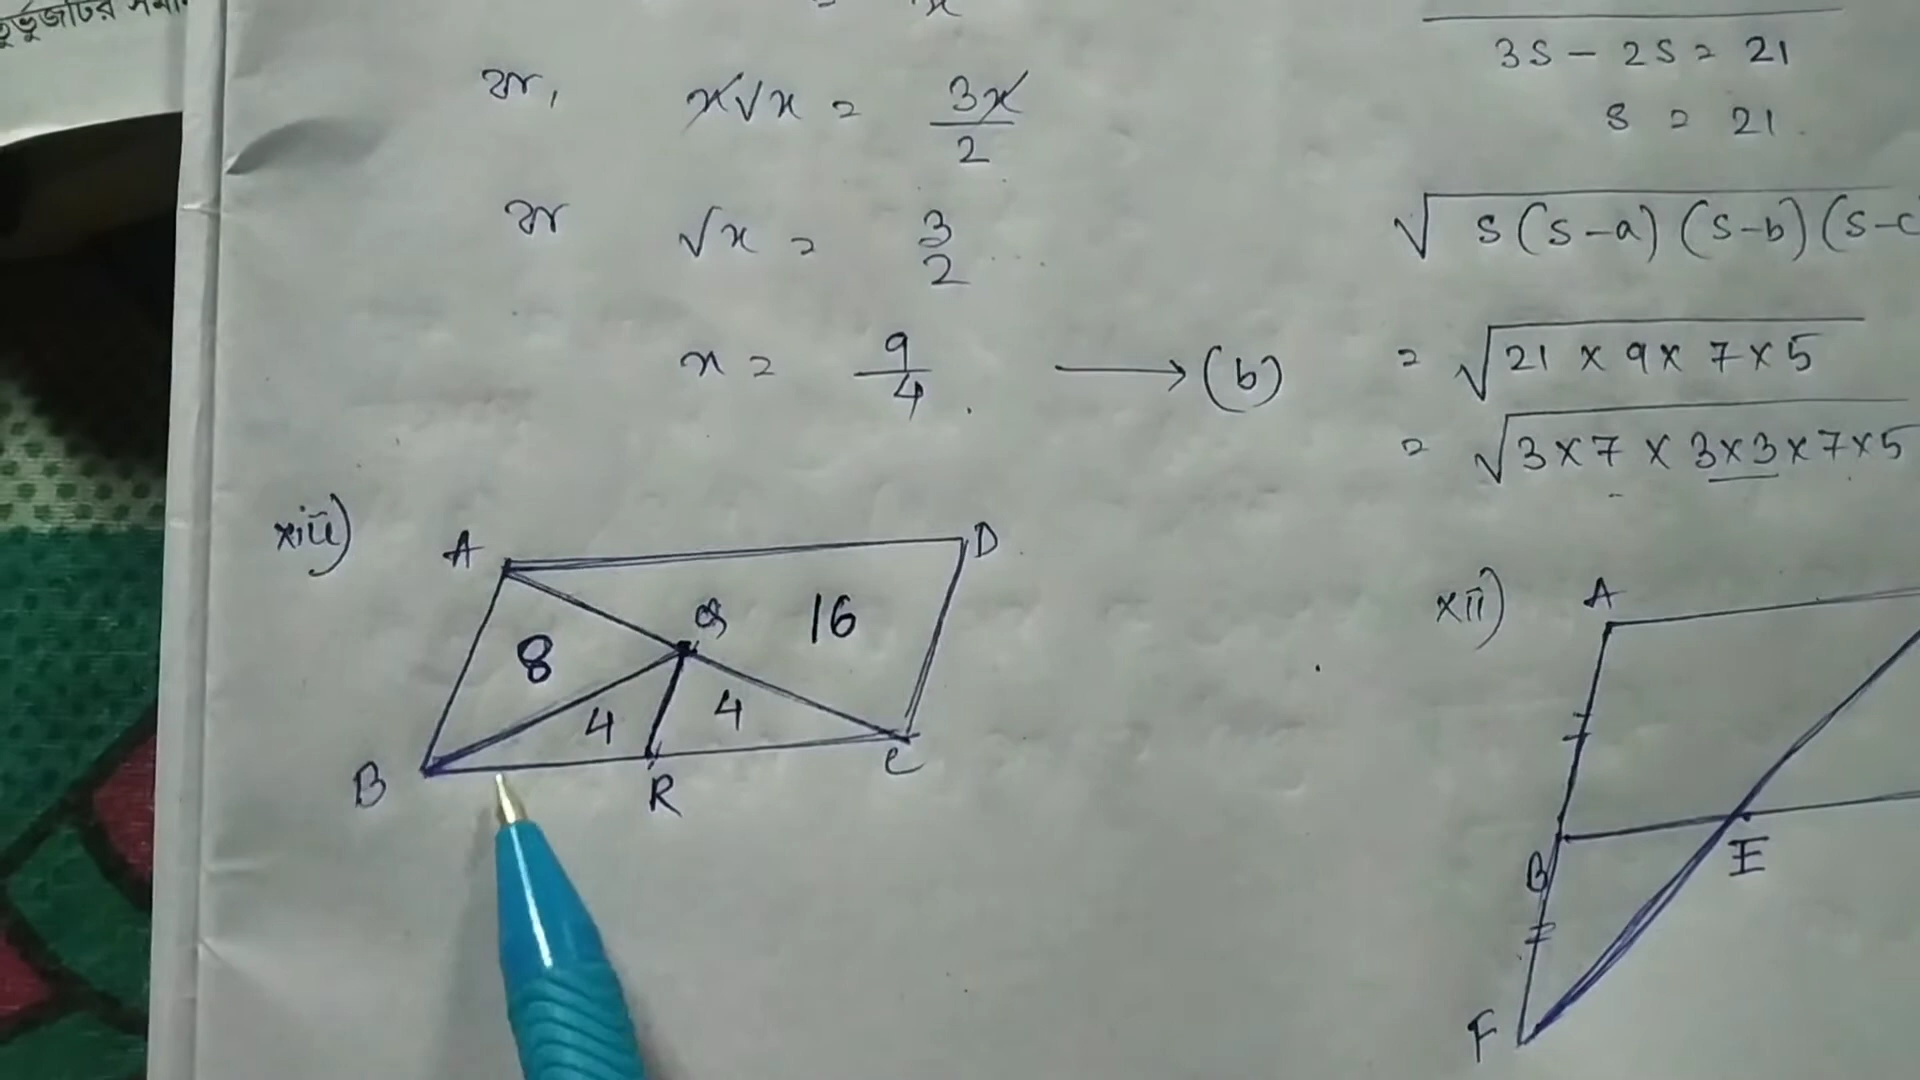 বা, x√x = 3x/2
বা √x = 3/2
x = 9/4 . → (b)
3s - 2s = 21
s = 21 .
√s(s-a)(s-b)(s-c
= √21 × 9 × 7 × 5
= √3×7 × 3×3×7×5
xiii)
A D
Q
8 16
4 4
B R C
xii)
A
B E
F